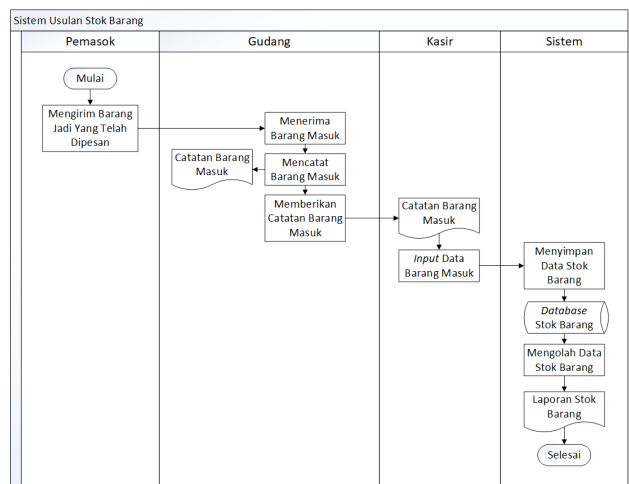 Sistem Usulan Stok Barang
Pemasok
Gudang
Kasir
Sistem
Mulai
Mengirim Barang
Jadi Yang Telah
Dipesan
Menerima
Barang Masuk
Catatan Barang
Masuk
Mencatat
Barang Masuk
Memberikan
Catatan Barang
Masuk
Catatan Barang
Masuk
Input Data
Barang Masuk
Menyimpan
Data Stok
Barang
Database
Stok Barang
Mengolah Data
Stok Barang
Laporan Stok
Barang
Selesai